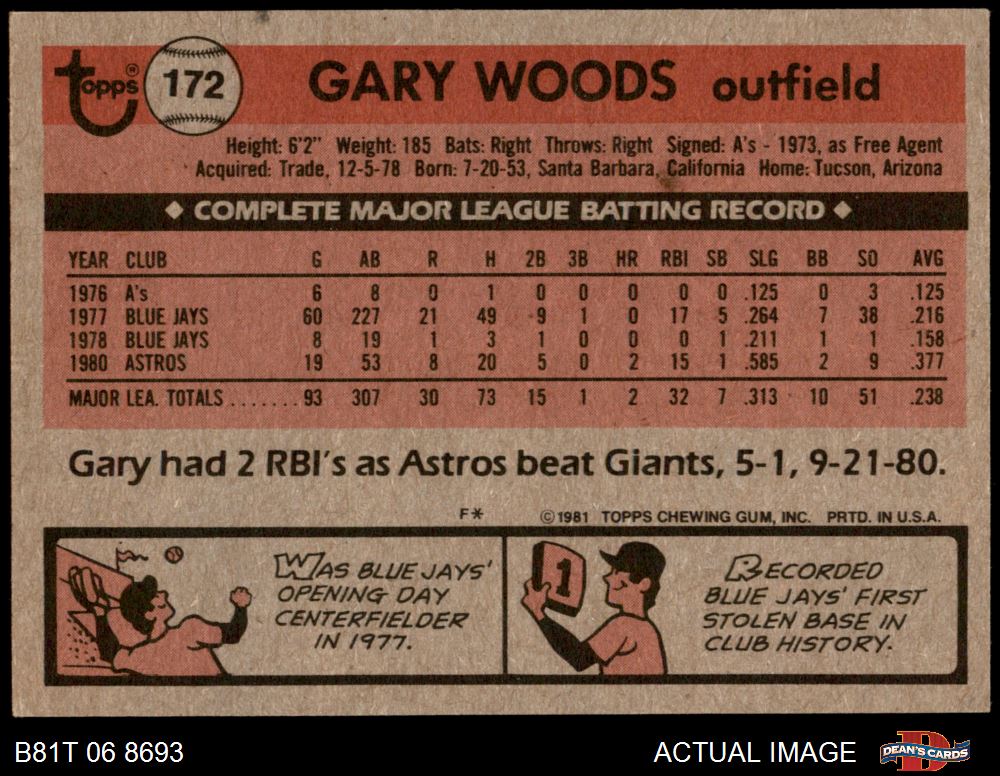 topps® 172 GARY WOODS outfield
Height: 6'2" Weight: 185 Bats: Right Throws: Right Signed: A's - 1973, as Free Agent
Acquired: Trade, 12-5-78 Born: 7-20-53, Santa Barbara, California Home: Tucson, Arizona
◆ COMPLETE MAJOR LEAGUE BATTING RECORD ◆
YEAR CLUB G AB R H 2B 3B HR RBI SB SLG BB SO AVG
1976 A's 6 8 0 1 0 0 0 0 0 .125 0 3 .125
1977 BLUE JAYS 60 227 21 49 9 1 0 17 5 .264 7 38 .216
1978 BLUE JAYS 8 19 1 3 1 0 0 0 1 .211 1 1 .158
1980 ASTROS 19 53 8 20 5 0 2 15 1 .585 2 9 .377
MAJOR LEA. TOTALS ....... 93 307 30 73 15 1 2 32 7 .313 10 51 .238
Gary had 2 RBI's as Astros beat Giants, 5-1, 9-21-80.
F* © 1981 TOPPS CHEWING GUM, INC. PRTD. IN U.S.A.
WAS BLUE JAYS'
OPENING DAY
CENTERFIELDER
IN 1977.
1
RECORDED
BLUE JAYS' FIRST
STOLEN BASE IN
CLUB HISTORY.
B81T 06 8693 ACTUAL IMAGE DEAN'S CARDS